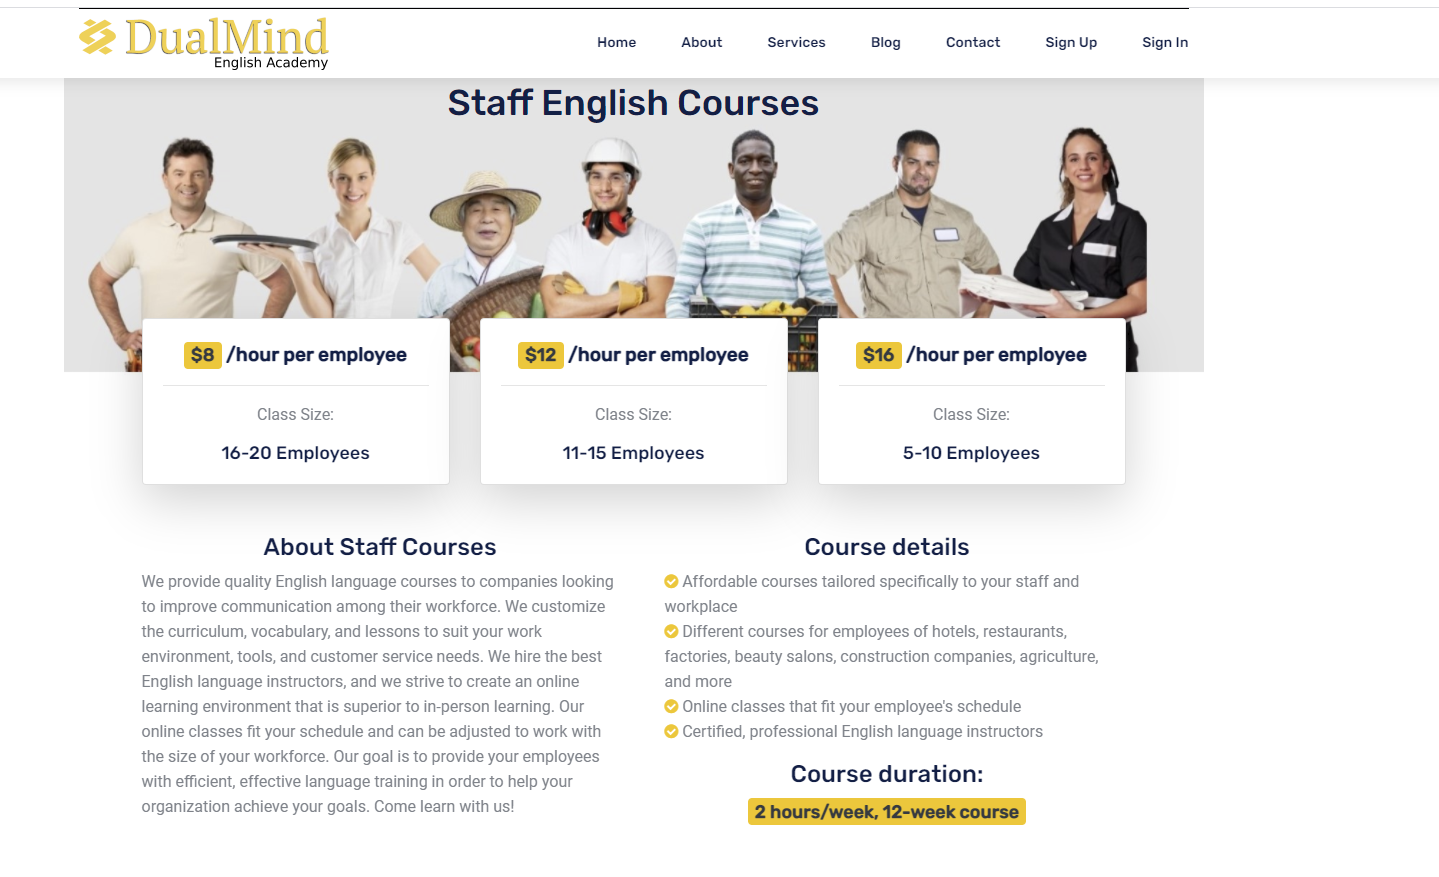 DualMind
English Academy
Home About Services Blog Contact Sign Up Sign In
Staff English Courses
$8 /hour per employee
Class Size:
16-20 Employees
$12 /hour per employee
Class Size:
11-15 Employees
$16 /hour per employee
Class Size:
5-10 Employees
About Staff Courses
We provide quality English language courses to companies looking
to improve communication among their workforce. We customize
the curriculum, vocabulary, and lessons to suit your work
environment, tools, and customer service needs. We hire the best
English language instructors, and we strive to create an online
learning environment that is superior to in-person learning. Our
online classes fit your schedule and can be adjusted to work with
the size of your workforce. Our goal is to provide your employees
with efficient, effective language training in order to help your
organization achieve your goals. Come learn with us!
Course details
Affordable courses tailored specifically to your staff and
workplace
Different courses for employees of hotels, restaurants,
factories, beauty salons, construction companies, agriculture,
and more
Online classes that fit your employee's schedule
Certified, professional English language instructors
Course duration:
2 hours/week, 12-week course